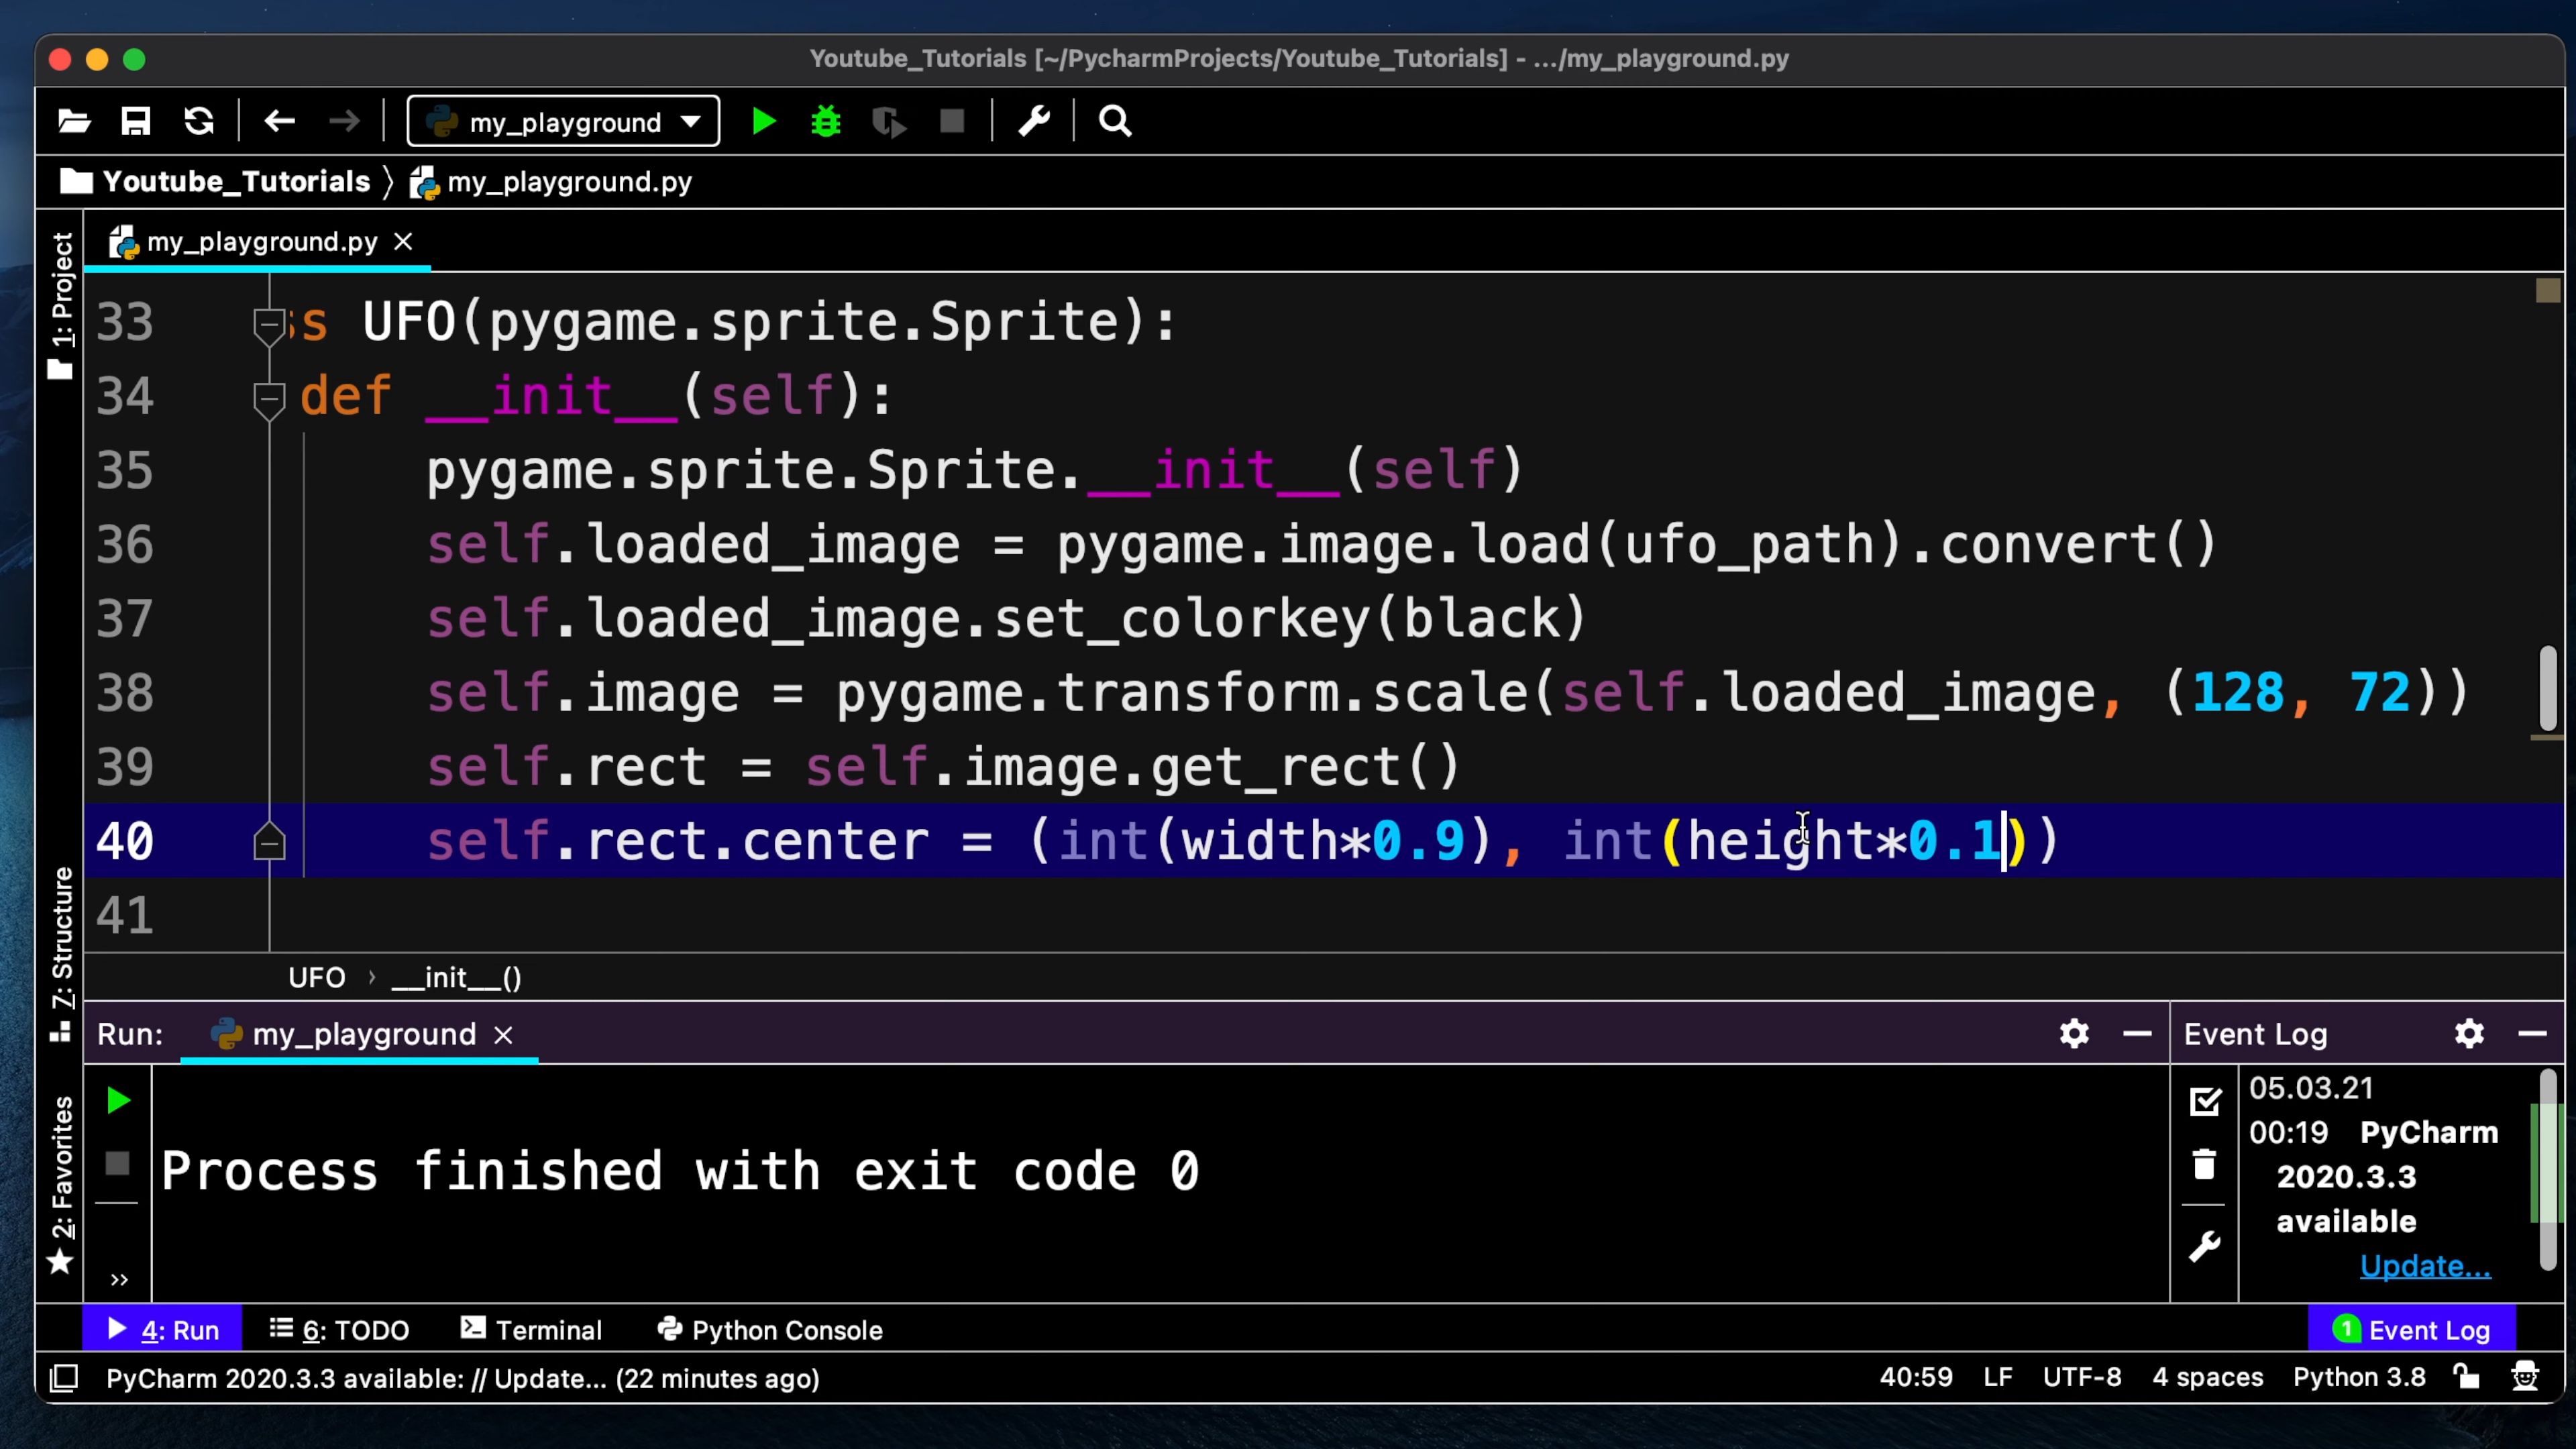 Youtube_Tutorials [~/PycharmProjects/Youtube_Tutorials] - .../my_playground.py
my_playground
Youtube_Tutorials 〉 my_playground.py
1: Project
my_playground.py ×
33 ss UFO(pygame.sprite.Sprite):
34 def __init__(self):
35 pygame.sprite.Sprite.__init__(self)
36 self.loaded_image = pygame.image.load(ufo_path).convert()
37 self.loaded_image.set_colorkey(black)
38 self.image = pygame.transform.scale(self.loaded_image, (128, 72))
39 self.rect = self.image.get_rect()
40 self.rect.center = (int(width*0.9), int(height*0.1))
41
7: Structure
UFO › __init__()
Run: my_playground ×
Event Log
2: Favorites
Process finished with exit code 0
»
05.03.21
00:19 PyCharm
2020.3.3
available
Update...
4: Run
6: TODO
Terminal
Python Console
1 Event Log
PyCharm 2020.3.3 available: // Update... (22 minutes ago)
40:59 LF UTF-8 4 spaces Python 3.8